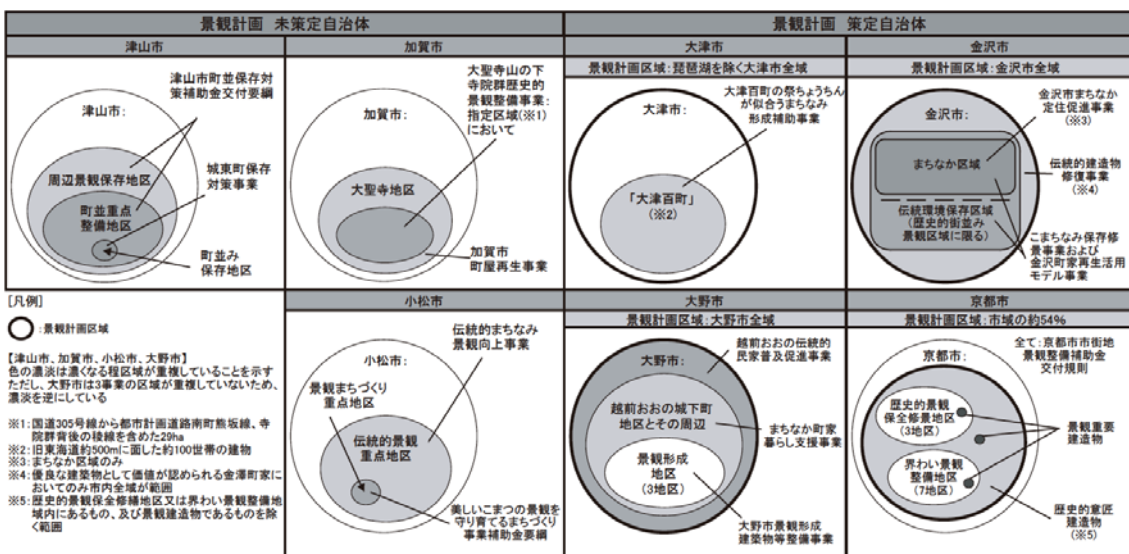 景観計画 未策定自治体
景観計画 策定自治体
津山市
加賀市
大津市
金沢市
景観計画区域:琵琶湖を除く大津市全域
景観計画区域:金沢市全域
津山市:
津山市町並保存対
策補助金交付要綱
周辺景観保存地区
城東町保存
対策事業
町並重点
整備地区
町並み
保存地区
加賀市:
大聖寺山の下
寺院群歴史的
景観整備事業:
指定区域(※1)
において
大聖寺地区
加賀市
町屋再生事業
大津百町の祭ちょうちん
が似合うまちなみ
形成補助事業
大津市:
「大津百町」
(※2)
金沢市:
金沢市まちなか
定住促進事業
(※3)
まちなか区域
伝統的建造物
修復事業
(※4)
伝統環境保存区域
(歴史的街並み
景観区域に限る)
こまちなみ保存修
景事業および
金沢町家再生活用
モデル事業
[凡例]
:景観計画区域
【津山市、加賀市、小松市、大野市】
色の濃淡は濃くなる程区域が重複していることを示す
ただし、大野市は3事業の区域が重複していないため、
濃淡を逆にしている
※1:国道305号線から都市計画道路南町熊坂線、寺
院群背後の稜線を含めた29ha
※2:旧東海道約500mに面した約100世帯の建物
※3:まちなか区域のみ
※4:優良な建築物として価値が認められる金澤町家に
おいてのみ市内全域が範囲
※5:歴史的景観保全修繕地区又は界わい景観整備地
域内にあるもの、及び景観建造物であるものを除
く範囲
小松市
小松市:
伝統的まちなみ
景観向上事業
景観まちづくり
重点地区
伝統的景観
重点地区
美しいこまつの景観を
守り育てるまちづくり
事業補助金要綱
大野市
景観計画区域:大野市全域
大野市:
越前おおの伝統的
民家普及促進事業
越前おおの城下町
地区とその周辺
まちなか町家
暮らし支援事業
景観形成
地区
(3地区)
大野市景観形成
建築物等整備事業
京都市
景観計画区域:市域の約54%
京都市:
全て:京都市市街地
景観整備補助金
交付規則
歴史的景観
保全修景地区
(3地区)
景観重要
建造物
界わい景観
整備地区
(7地区)
歴史的意匠
建造物
(※5)